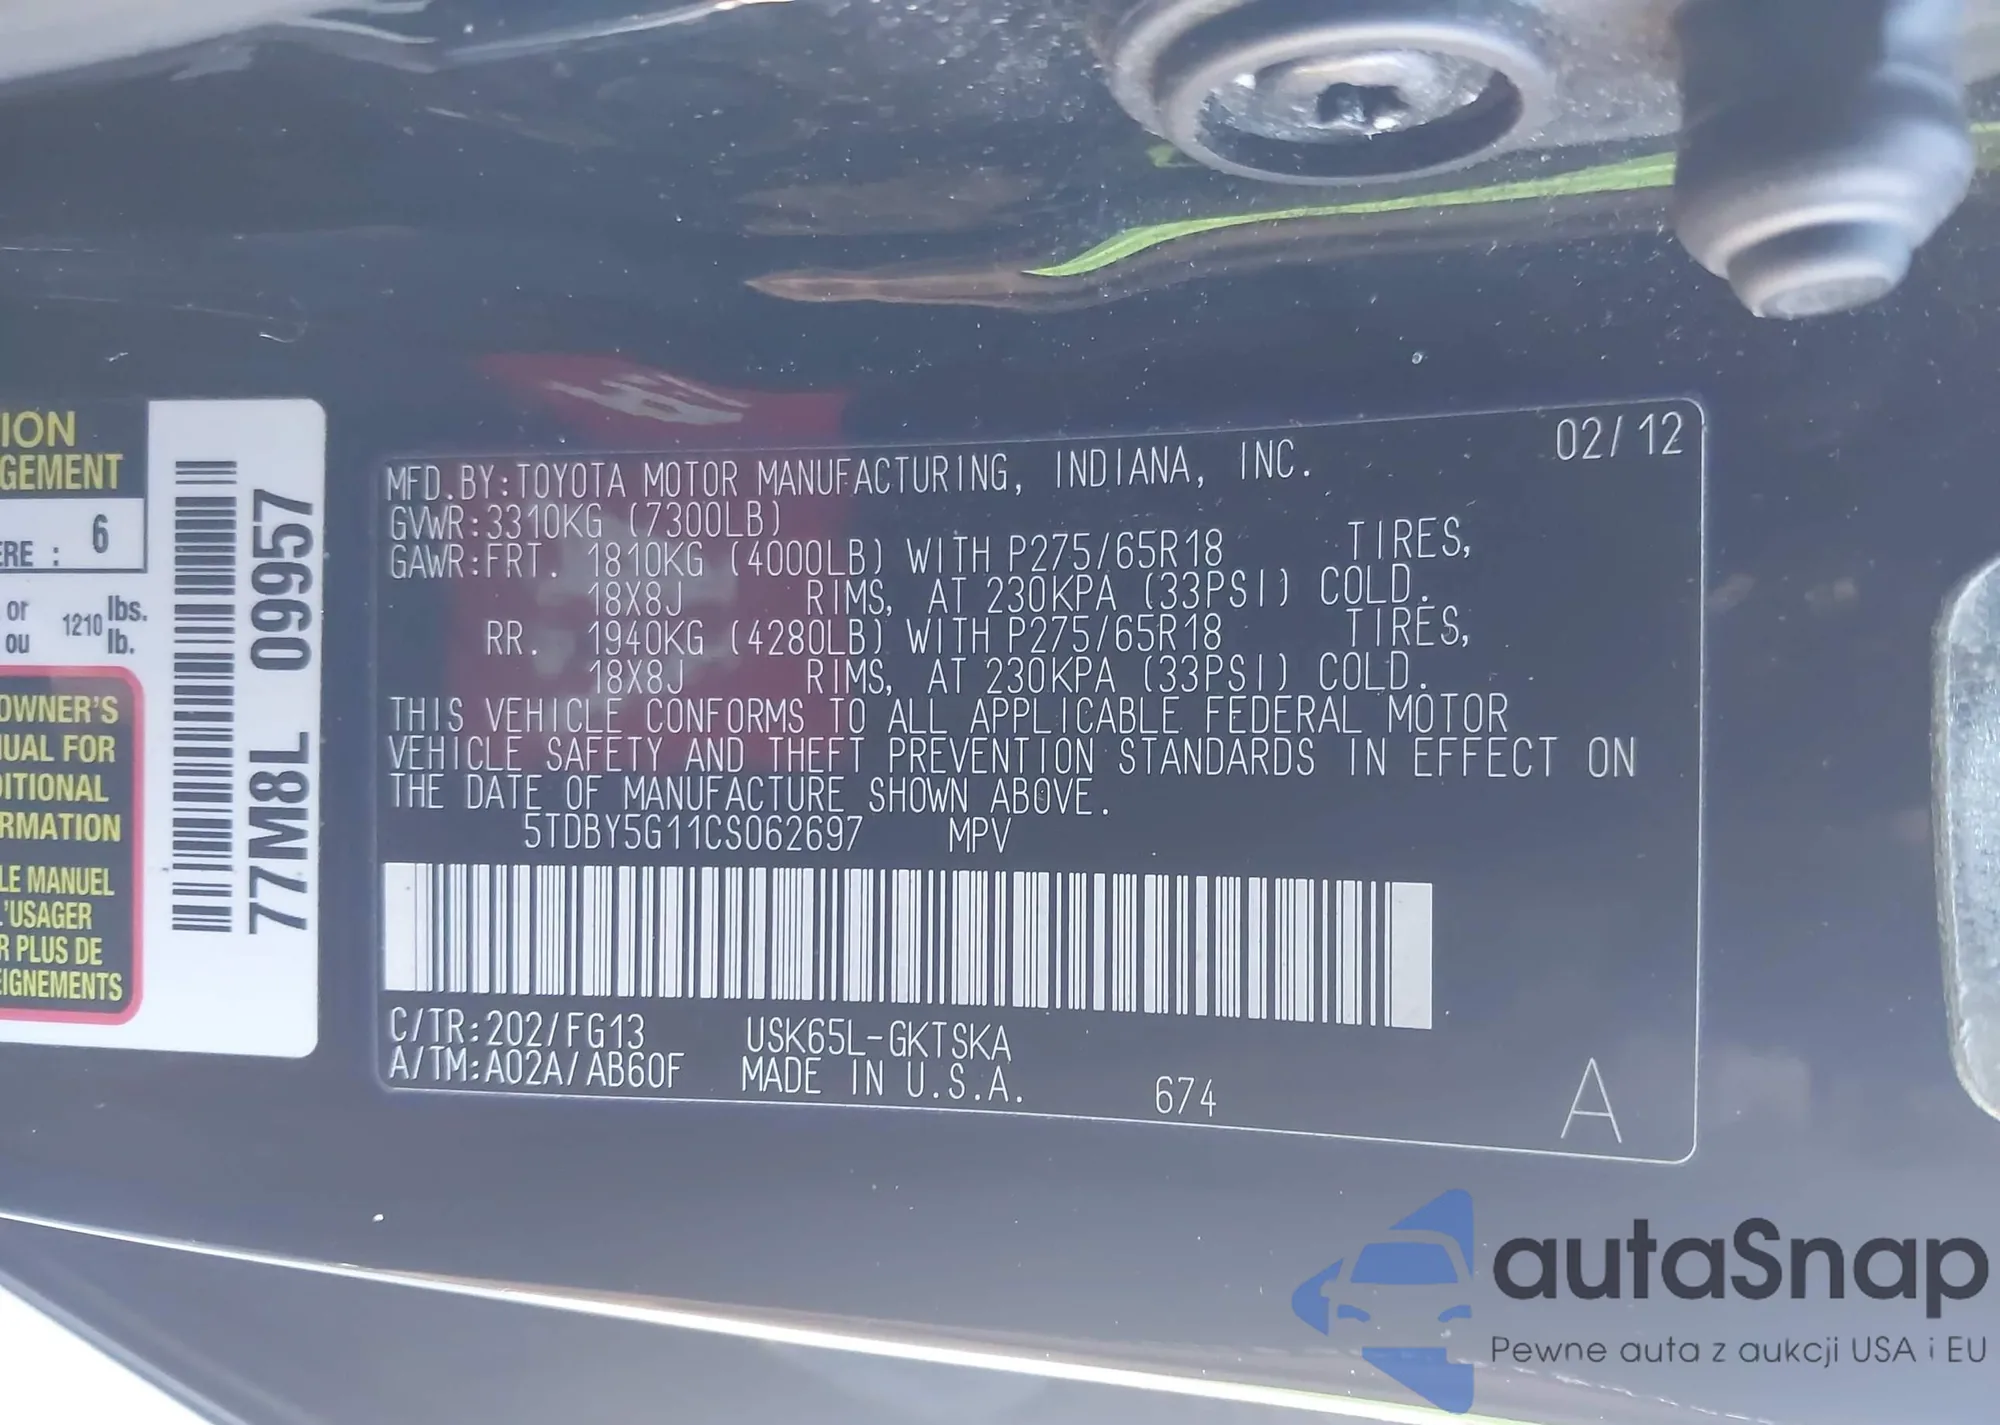 ION
GEMENT
ERE : 6
or
ou
1210 lbs.
lb.
OWNER'S
UAL FOR
ITIONAL
RMATION
LE MANUEL
L'USAGER
R PLUS DE
EIGNEMENTS
77M8L 09957
02/12
MFD.BY:TOYOTA MOTOR MANUFACTURING, INDIANA, INC.
GVWR:3310KG (7300LB)
GAWR:FRT. 1810KG (4000LB) WITH P275/65R18 TIRES,
18X8J RIMS, AT 230KPA (33PSI) COLD.
RR. 1940KG (4280LB) WITH P275/65R18 TIRES,
18X8J RIMS, AT 230KPA (33PSI) COLD.
THIS VEHICLE CONFORMS TO ALL APPLICABLE FEDERAL MOTOR
VEHICLE SAFETY AND THEFT PREVENTION STANDARDS IN EFFECT ON
THE DATE OF MANUFACTURE SHOWN ABOVE.
5TDBY5G11CS062697 MPV
C/TR:202/FG13 USK65L-GKTSKA
A/TM:A02A/AB60F MADE IN U.S.A. 674 A
autaSnap
Pewne auta z aukcji USA i EU